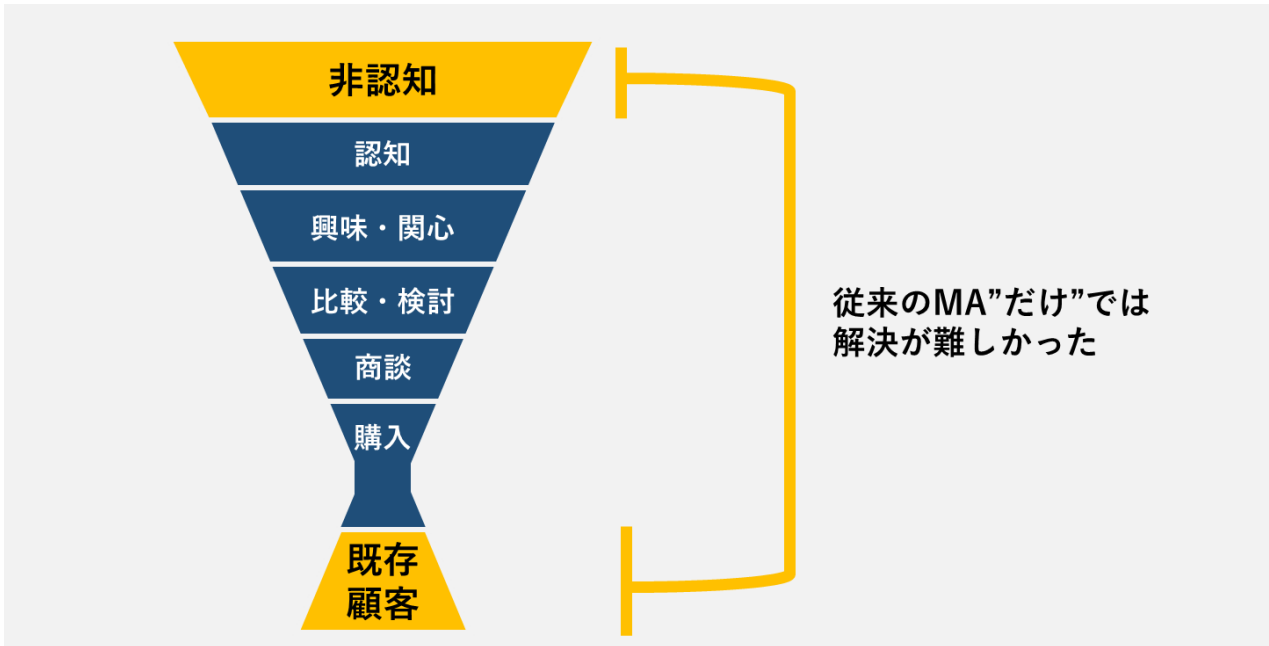 非認知
認知
興味・関心
比較・検討
商談
購入
既存
顧客
従来のMA”だけ”では
解決が難しかった